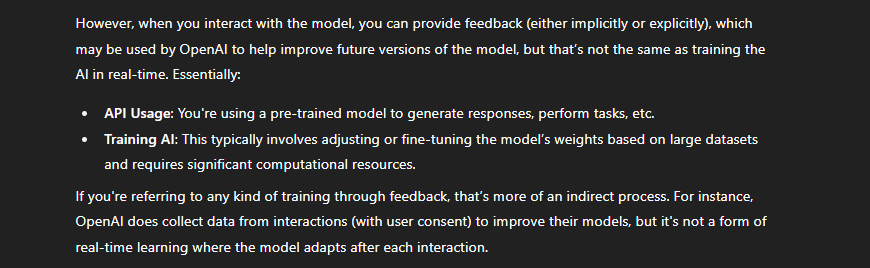 However, when you interact with the model, you can provide feedback (either implicitly or explicitly), which
may be used by OpenAI to help improve future versions of the model, but that’s not the same as training the
AI in real-time. Essentially:
• API Usage: You're using a pre-trained model to generate responses, perform tasks, etc.
• Training AI: This typically involves adjusting or fine-tuning the model’s weights based on large datasets
and requires significant computational resources.
If you're referring to any kind of training through feedback, that’s more of an indirect process. For instance,
OpenAI does collect data from interactions (with user consent) to improve their models, but it's not a form of
real-time learning where the model adapts after each interaction.